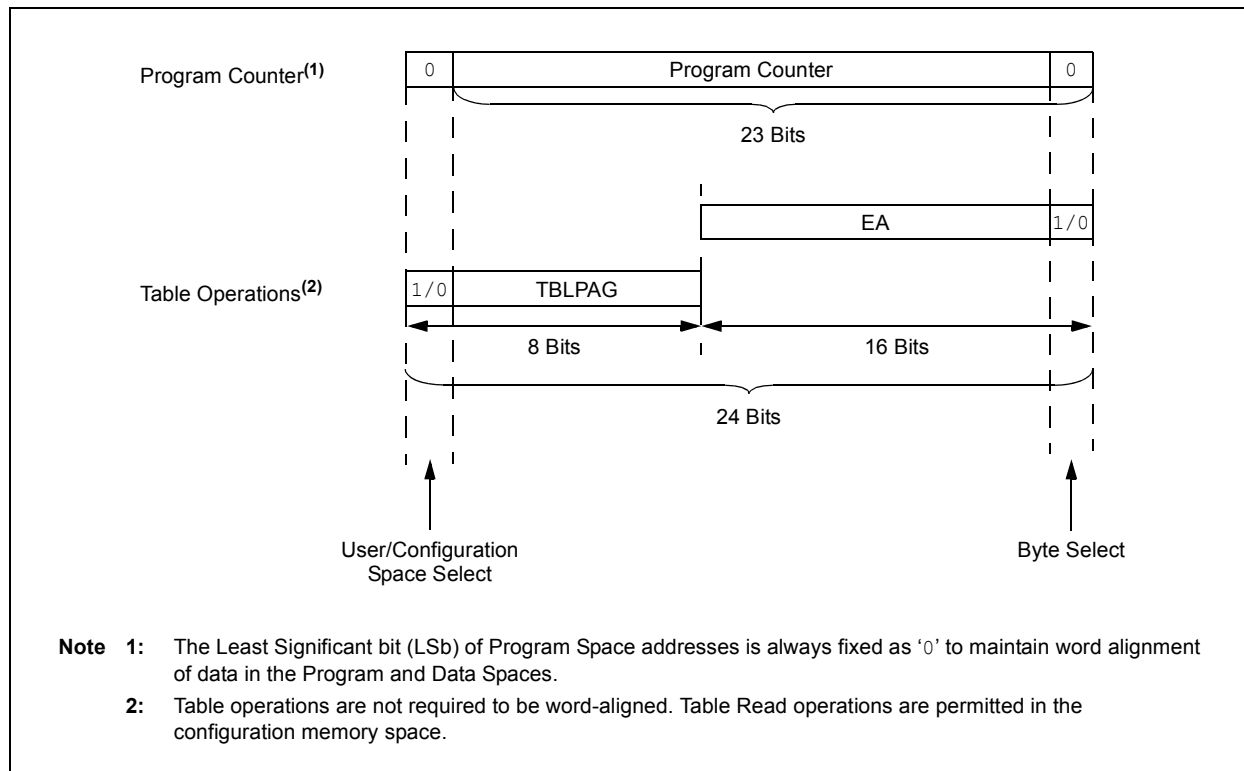 Program Counter(1)
0
Program Counter
0
23 Bits
EA
1/0
Table Operations(2)
1/0
TBLPAG
8 Bits
16 Bits
24 Bits
User/Configuration
Space Select
Byte Select
Note 1: The Least Significant bit (LSb) of Program Space addresses is always fixed as ‘0’ to maintain word alignment
of data in the Program and Data Spaces.
2: Table operations are not required to be word-aligned. Table Read operations are permitted in the
configuration memory space.